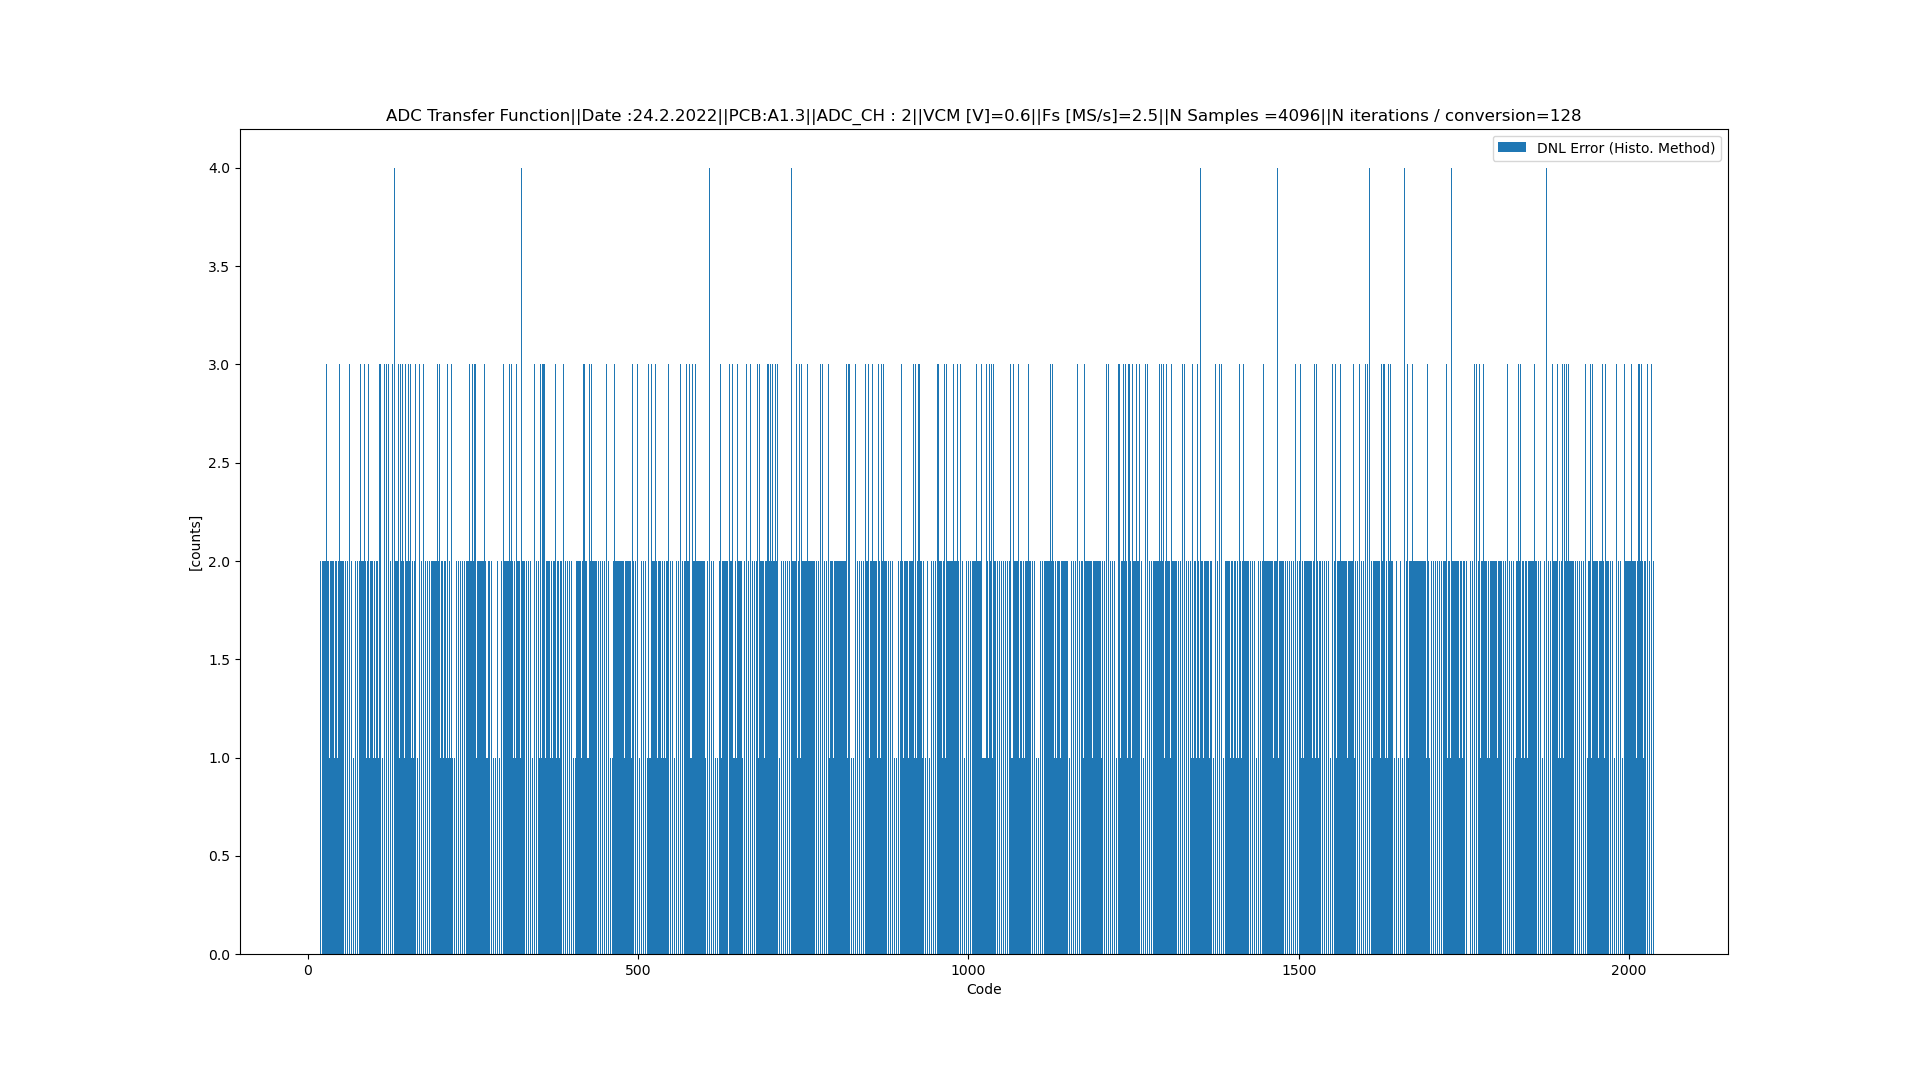 ADC Transfer Function||Date :24.2.2022||PCB:A1.3||ADC_CH : 2||VCM [V]=0.6||Fs [MS/s]=2.5||N Samples =4096||N iterations / conversion=128
DNL Error (Histo. Method)
4.0
3.5
3.0
2.5
2.0
1.5
1.0
0.5
0.0
[counts]
0 500 1000 1500 2000
Code